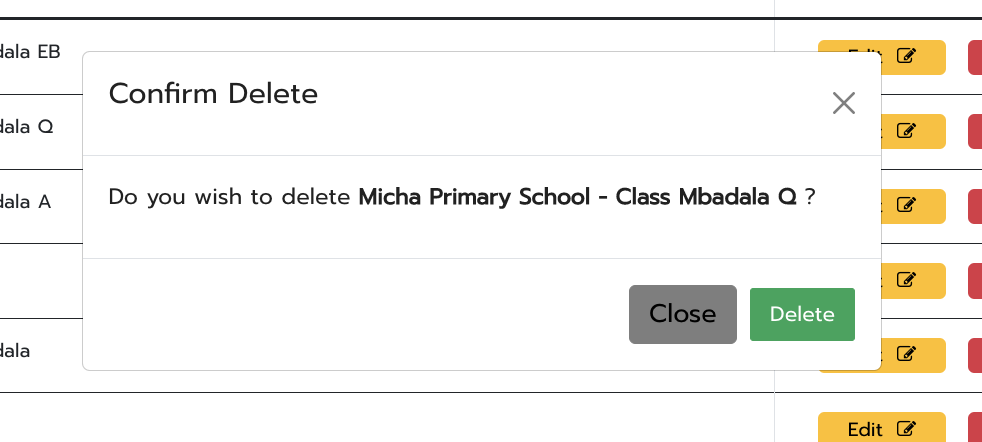 dala EB
Edit
Confirm Delete
dala Q
dala A
Do you wish to delete Micha Primary School - Class Mbadala Q ?
Close
Delete
dala
Edit